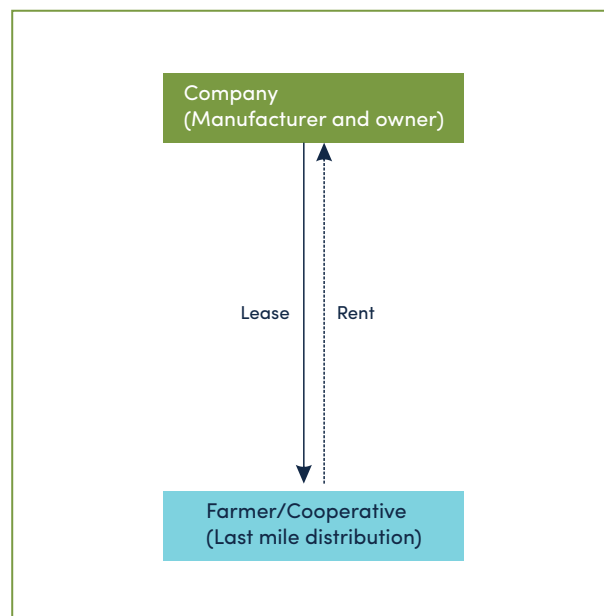 Company
(Manufacturer and owner)
Lease
Rent
Farmer/Cooperative
(Last mile distribution)